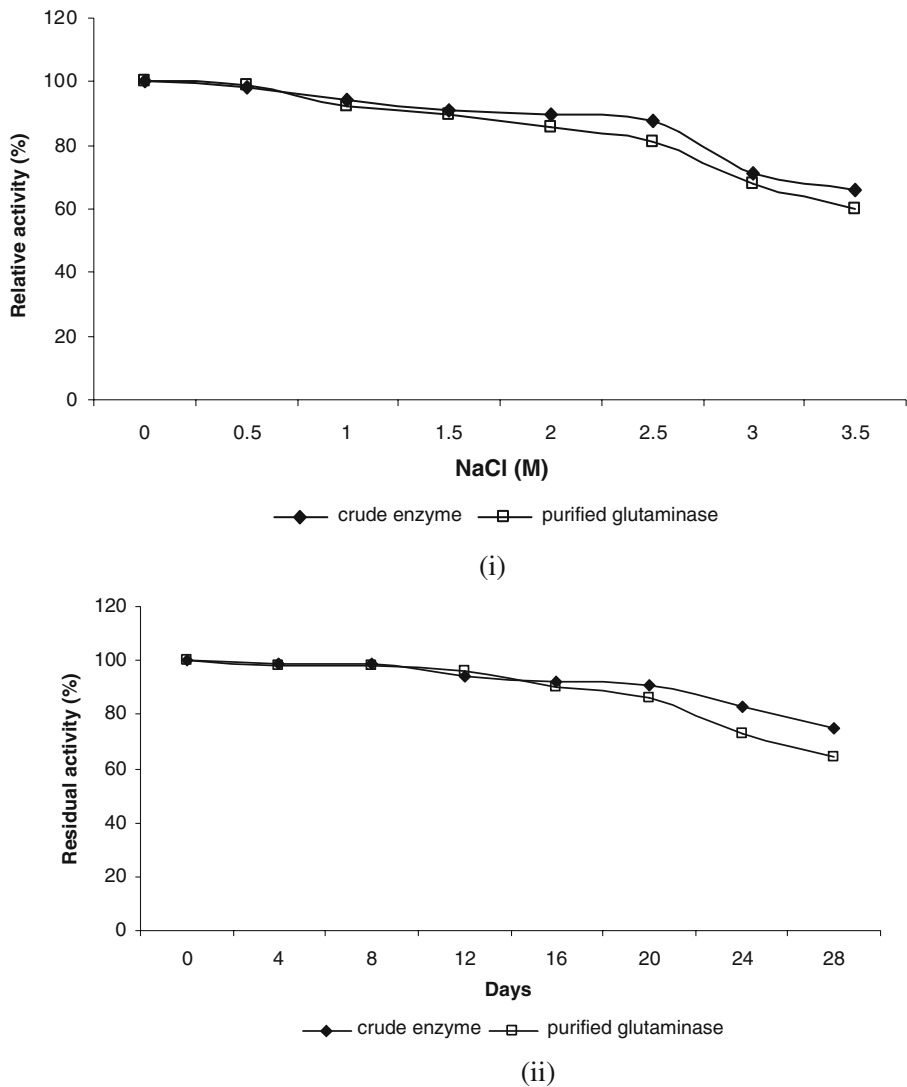 120
100
80
60
40
20
0
Relative activity (%)
0 0.5 1 1.5 2 2.5 3 3.5
NaCl (M)
crude enzyme purified glutaminase
(i)
120
100
80
60
40
20
0
Residual activity (%)
0 4 8 12 16 20 24 28
Days
crude enzyme purified glutaminase
(ii)